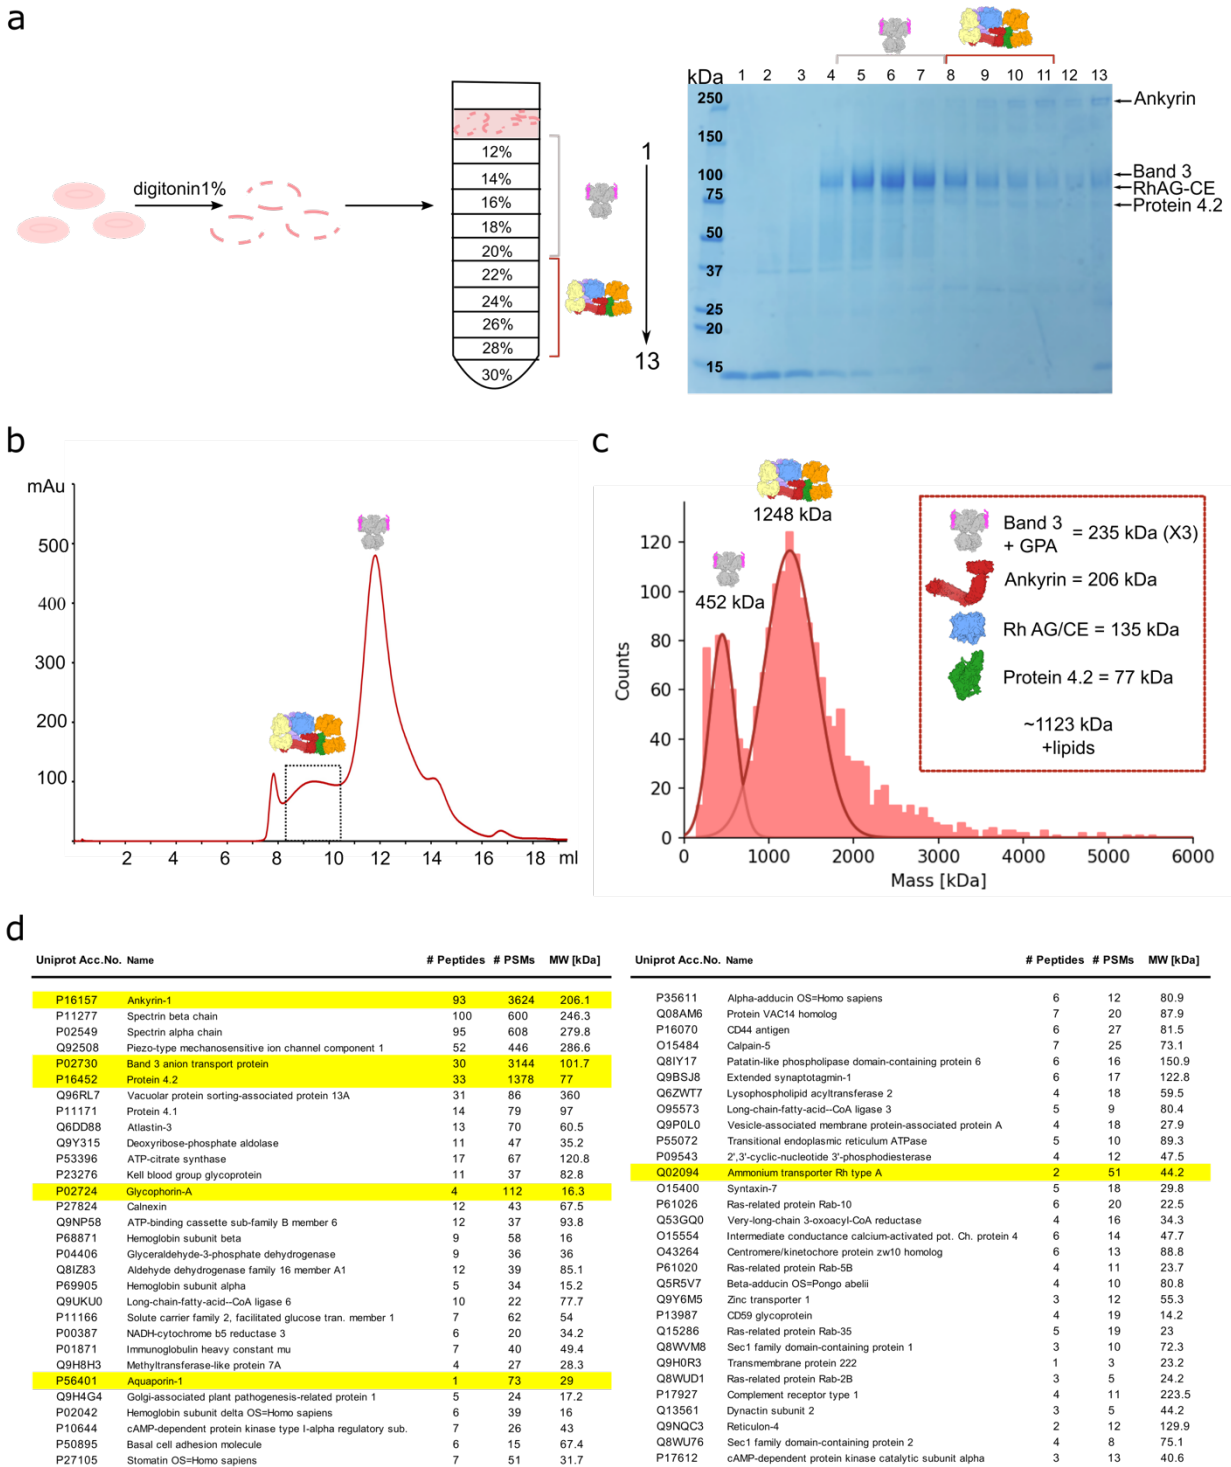 a
digitonin1%
12%
14%
16%
18%
20%
22%
24%
26%
28%
30%
1
13
kDa 1 2 3 4 5 6 7 8 9 10 11 12 13
250
150
100
75
50
37
25
20
15
Ankyrin
Band 3
RhAG-CE
Protein 4.2
b
mAu
500
400
300
200
100
2 4 6 8 10 12 14 16 18 ml
c
1248 kDa
452 kDa
Counts
120
100
80
60
40
20
0
0 1000 2000 3000 4000 5000 6000
Mass [kDa]
Band 3
+ GPA
= 235 kDa (X3)
Ankyrin = 206 kDa
Rh AG/CE = 135 kDa
Protein 4.2 = 77 kDa
~1123 kDa
+lipids
d
Uniprot Acc.No. Name # Peptides # PSMs MW [kDa]
P16157 Ankyrin-1 93 3624 206.1
P11277 Spectrin beta chain 100 600 246.3
P02549 Spectrin alpha chain 95 608 279.8
Q92508 Piezo-type mechanosensitive ion channel component 1 52 446 286.6
P02730 Band 3 anion transport protein 30 3144 101.7
P16452 Protein 4.2 33 1378 77
Q96RL7 Vacuolar protein sorting-associated protein 13A 31 86 360
P11171 Protein 4.1 14 79 97
Q6DD88 Atlastin-3 13 70 60.5
Q9Y315 Deoxyribose-phosphate aldolase 11 47 35.2
P53396 ATP-citrate synthase 17 67 120.8
P23276 Kell blood group glycoprotein 11 37 82.8
P02724 Glycophorin-A 4 112 16.3
P27824 Calnexin 12 43 67.5
Q9NP58 ATP-binding cassette sub-family B member 6 12 37 93.8
P68871 Hemoglobin subunit beta 9 58 16
P04406 Glyceraldehyde-3-phosphate dehydrogenase 9 36 36
Q8IZ83 Aldehyde dehydrogenase family 16 member A1 12 39 85.1
P69905 Hemoglobin subunit alpha 5 34 15.2
Q9UKU0 Long-chain-fatty-acid--CoA ligase 6 10 22 77.7
P11166 Solute carrier family 2, facilitated glucose tran. member 1 7 62 54
P00387 NADH-cytochrome b5 reductase 3 6 20 34.2
P01871 Immunoglobulin heavy constant mu 7 40 49.4
Q9H8H3 Methyltransferase-like protein 7A 4 27 28.3
P56401 Aquaporin-1 1 73 29
Q9H4G4 Golgi-associated plant pathogenesis-related protein 1 5 24 17.2
P02042 Hemoglobin subunit delta OS=Homo sapiens 6 39 16
P10644 cAMP-dependent protein kinase type I-alpha regulatory sub. 7 26 43
P50895 Basal cell adhesion molecule 6 15 67.4
P27105 Stomatin OS=Homo sapiens 7 51 31.7
Uniprot Acc.No. Name # Peptides # PSMs MW [kDa]
P35611 Alpha-adducin OS=Homo sapiens 6 12 80.9
Q08AM6 Protein VAC14 homolog 7 20 87.9
P16070 CD44 antigen 6 27 81.5
O15484 Calpain-5 7 25 73.1
Q8IY17 Patatin-like phospholipase domain-containing protein 6 6 16 150.9
Q9BSJ8 Extended synaptotagmin-1 6 17 122.8
Q6ZWT7 Lysophospholipid acyltransferase 2 4 18 59.5
O95573 Long-chain-fatty-acid--CoA ligase 3 5 9 80.4
Q9P0L0 Vesicle-associated membrane protein-associated protein A 4 18 27.9
P55072 Transitional endoplasmic reticulum ATPase 5 10 89.3
P09543 2',3'-cyclic-nucleotide 3'-phosphodiesterase 4 12 47.5
Q02094 Ammonium transporter Rh type A 2 51 44.2
O15400 Syntaxin-7 5 18 29.8
P61026 Ras-related protein Rab-10 6 20 22.5
Q53GQ0 Very-long-chain 3-oxoacyl-CoA reductase 4 16 34.3
O15554 Intermediate conductance calcium-activated pot. Ch. protein 4 6 14 47.7
O43264 Centromere/kinetochore protein zw10 homolog 6 13 88.8
P61020 Ras-related protein Rab-5B 4 11 23.7
Q5R5V7 Beta-adducin OS=Pongo abelii 4 10 80.8
Q9Y6M5 Zinc transporter 1 3 12 55.3
P13987 CD59 glycoprotein 4 19 14.2
Q15286 Ras-related protein Rab-35 5 19 23
Q8WVM8 Sec1 family domain-containing protein 1 3 10 72.3
Q9H0R3 Transmembrane protein 222 1 3 23.2
Q8WUD1 Ras-related protein Rab-2B 3 5 24.2
P17927 Complement receptor type 1 4 11 223.5
Q13561 Dynactin subunit 2 3 5 44.2
Q9NQC3 Reticulon-4 2 12 129.9
Q8WU76 Sec1 family domain-containing protein 2 4 8 75.1
P17612 cAMP-dependent protein kinase catalytic subunit alpha 3 13 40.6